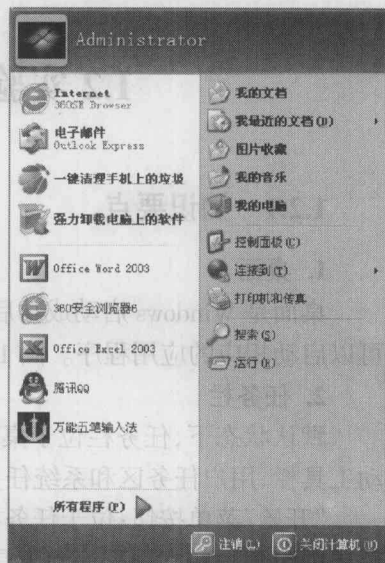 Administrator
Internet
360SE Browser
电子邮件
Outlook Express
一键清理手机上的垃圾
强力卸载电脑上的软件
Office Word 2003
360安全浏览器6
Office Excel 2003
腾讯QQ
万能五笔输入法
所有程序(P)
我的文档
我最近的文档(D)
图片收藏
我的音乐
我的电脑
控制面板(C)
连接到(T)
打印机和传真
搜索(S)
运行(R)
注销(L)
关闭计算机(U)